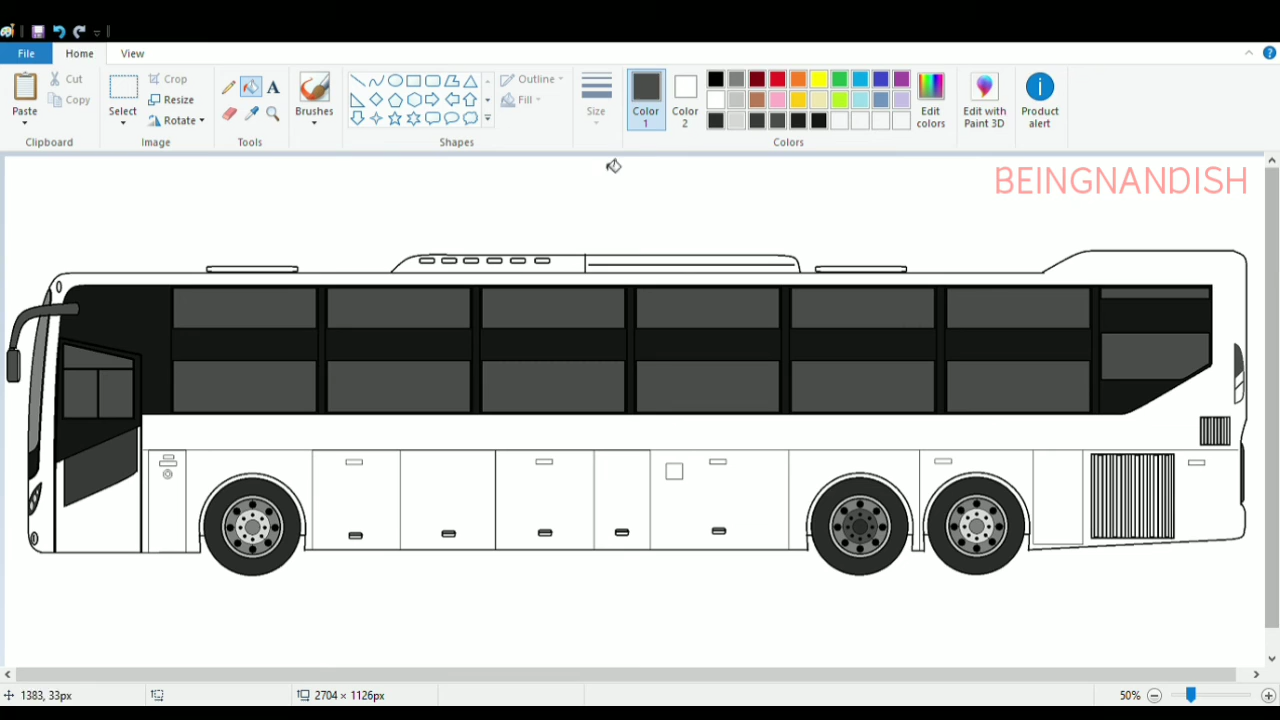 File Home View
Paste
Cut
Copy
Clipboard
Select
Crop
Resize
Rotate
Image
A
Tools
Brushes
Outline
Fill
Shapes
Size
Color 1
Color 2
Edit colors
Colors
Edit with Paint 3D
Product alert
BEINGNANDISH
1383, 33px
2704 × 1126px
50%